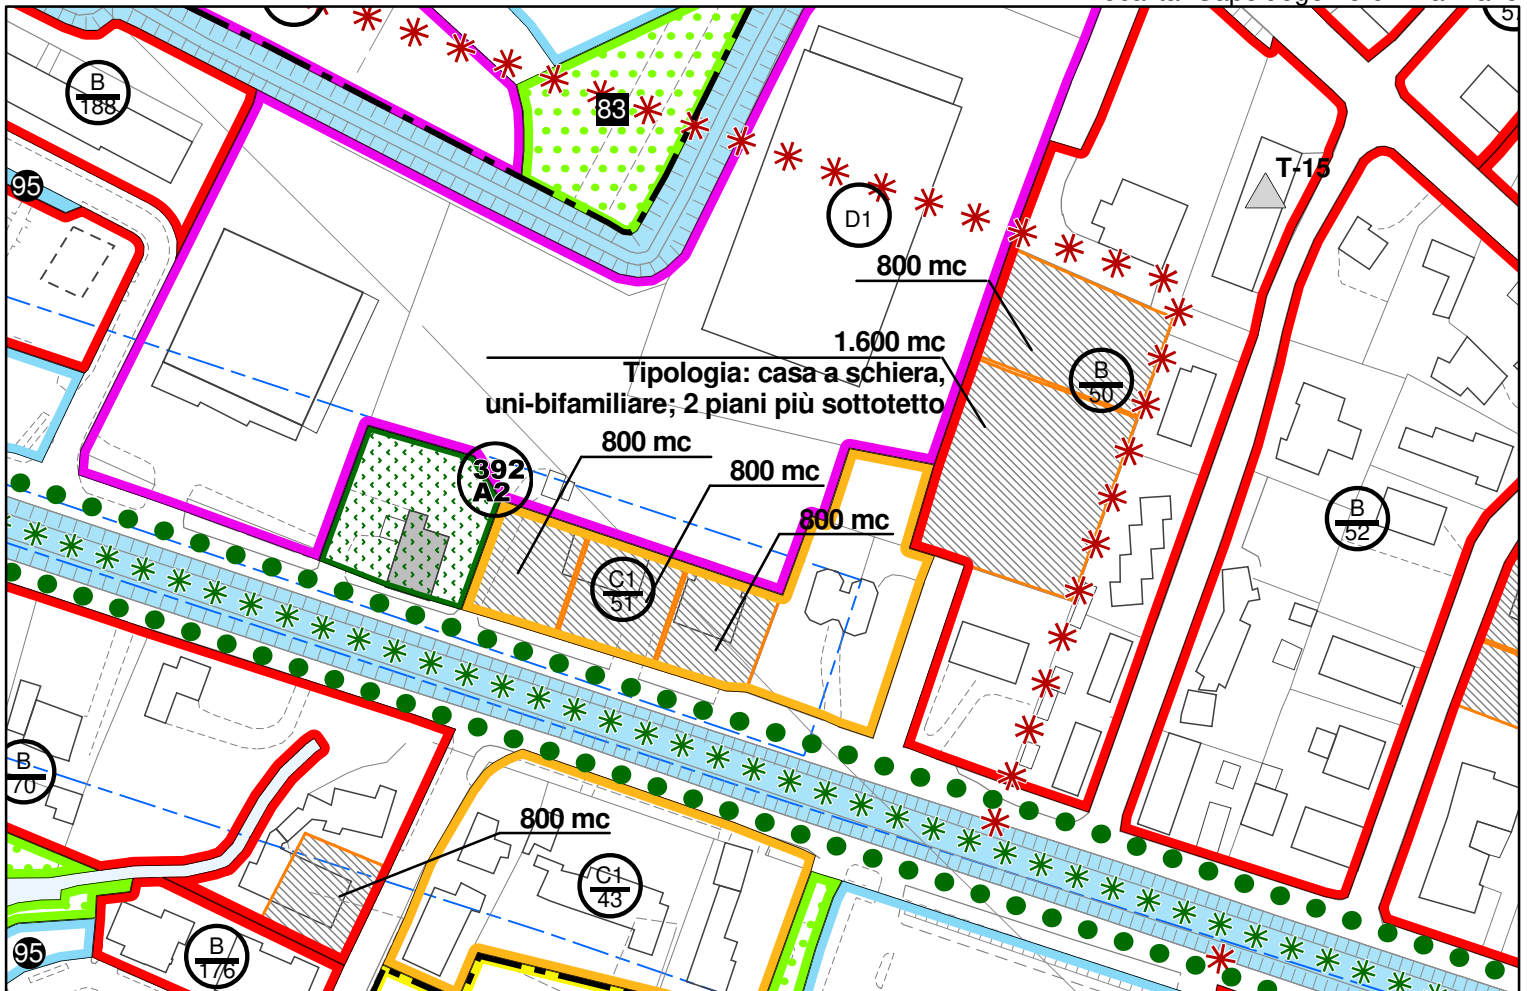 83
B
188
95
D1
T-15
800 mc
1.600 mc
Tipologia: casa a schiera,
uni-bifamiliare; 2 piani più sottotetto
B
50
800 mc
392
A2
800 mc
800 mc
B
52
C1
51
B
70
800 mc
C1
43
B
176
95